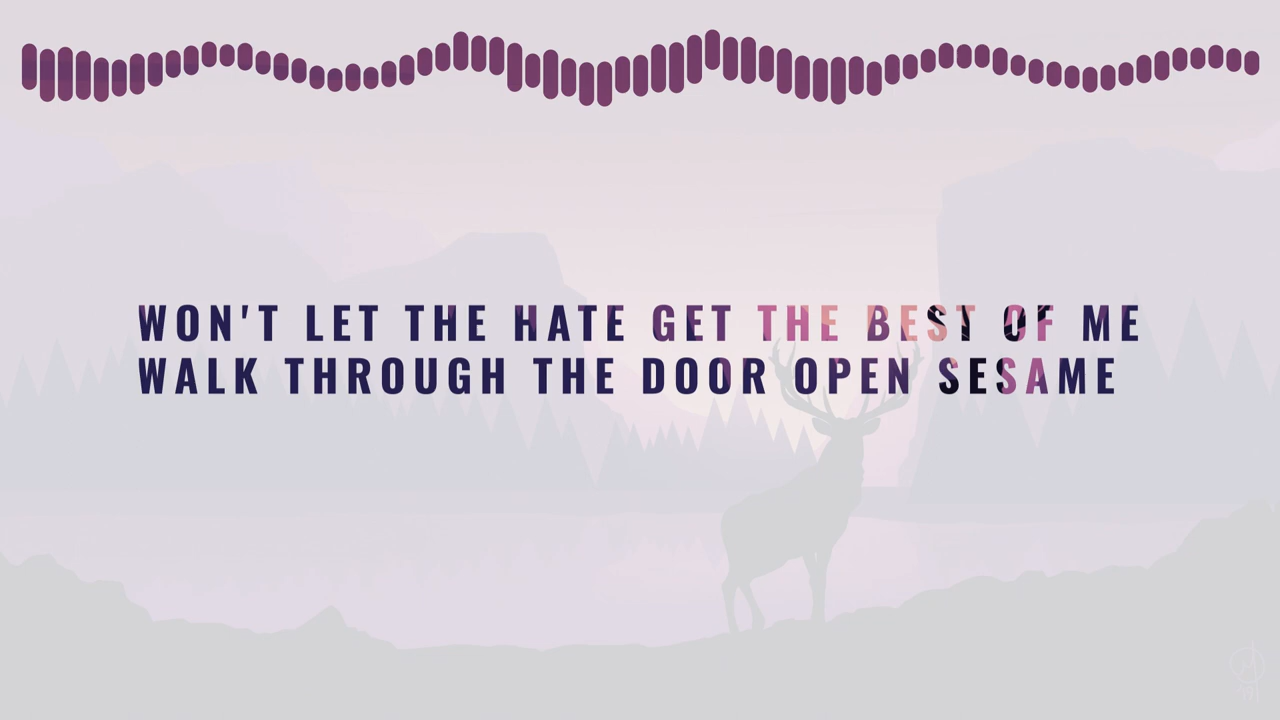 WON'T LET THE HATE GET THE BEST OF ME
WALK THROUGH THE DOOR OPEN SESAME